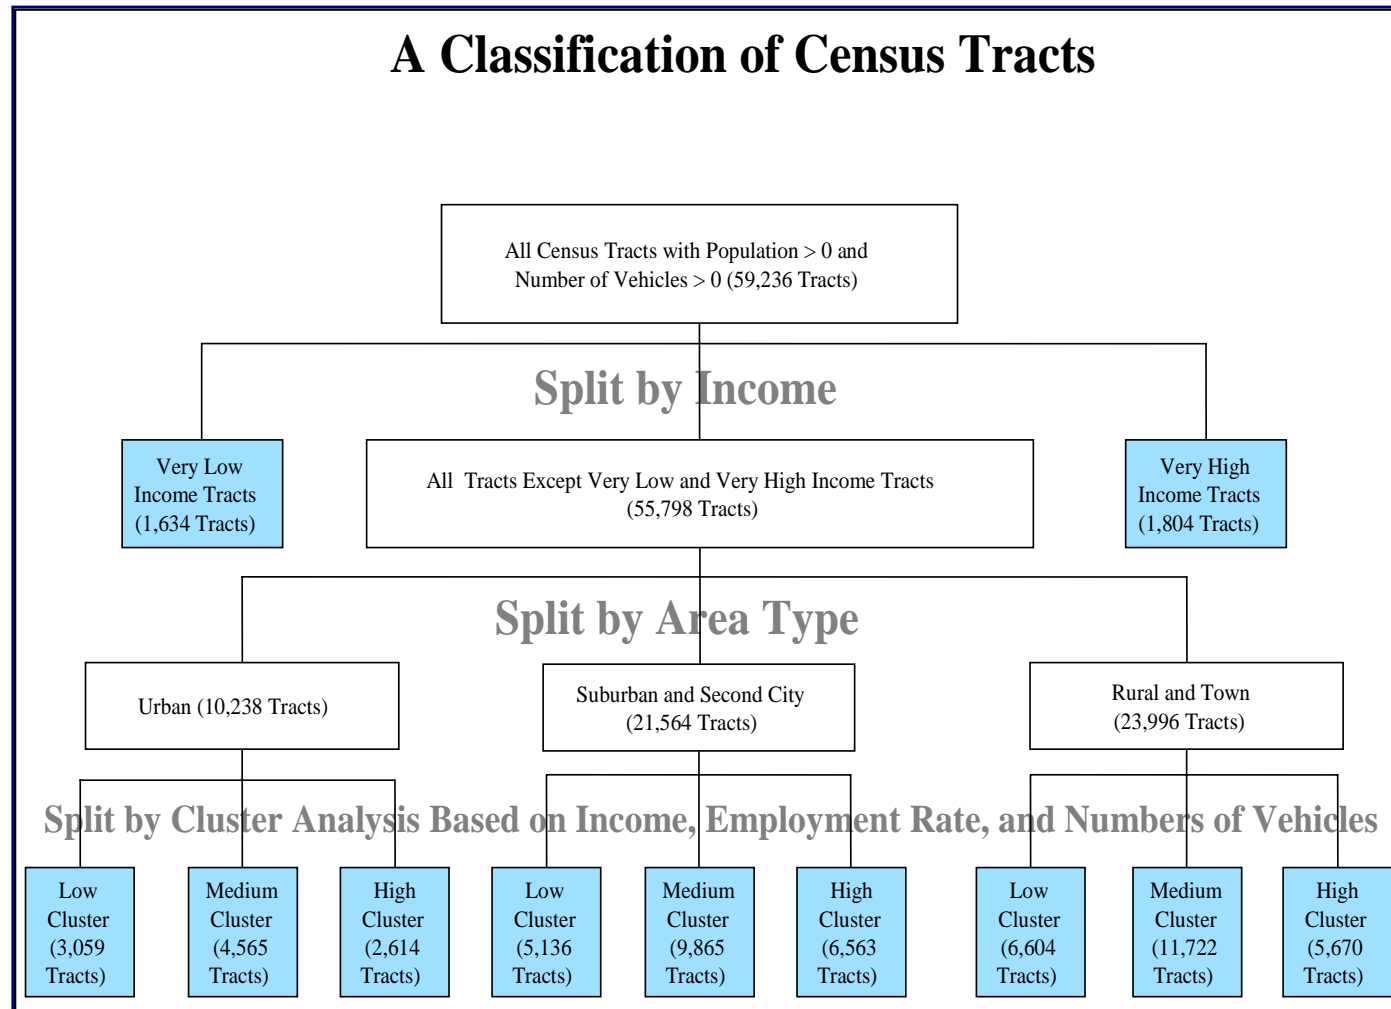 A Classification of Census Tracts
All Census Tracts with Population > 0 and
Number of Vehicles > 0 (59,236 Tracts)
Split by Income
Very Low
Income Tracts
(1,634 Tracts)
All Tracts Except Very Low and Very High Income Tracts
(55,798 Tracts)
Very High
Income Tracts
(1,804 Tracts)
Split by Area Type
Urban (10,238 Tracts)
Suburban and Second City
(21,564 Tracts)
Rural and Town
(23,996 Tracts)
Split by Cluster Analysis Based on Income, Employment Rate, and Numbers of Vehicles
Low
Cluster
(3,059
Tracts)
Medium
Cluster
(4,565
Tracts)
High
Cluster
(2,614
Tracts)
Low
Cluster
(5,136
Tracts)
Medium
Cluster
(9,865
Tracts)
High
Cluster
(6,563
Tracts)
Low
Cluster
(6,604
Tracts)
Medium
Cluster
(11,722
Tracts)
High
Cluster
(5,670
Tracts)